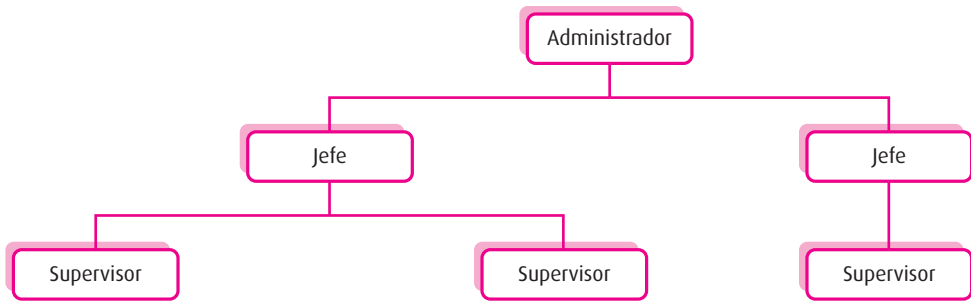 Administrador
Jefe
Jefe
Supervisor
Supervisor
Supervisor